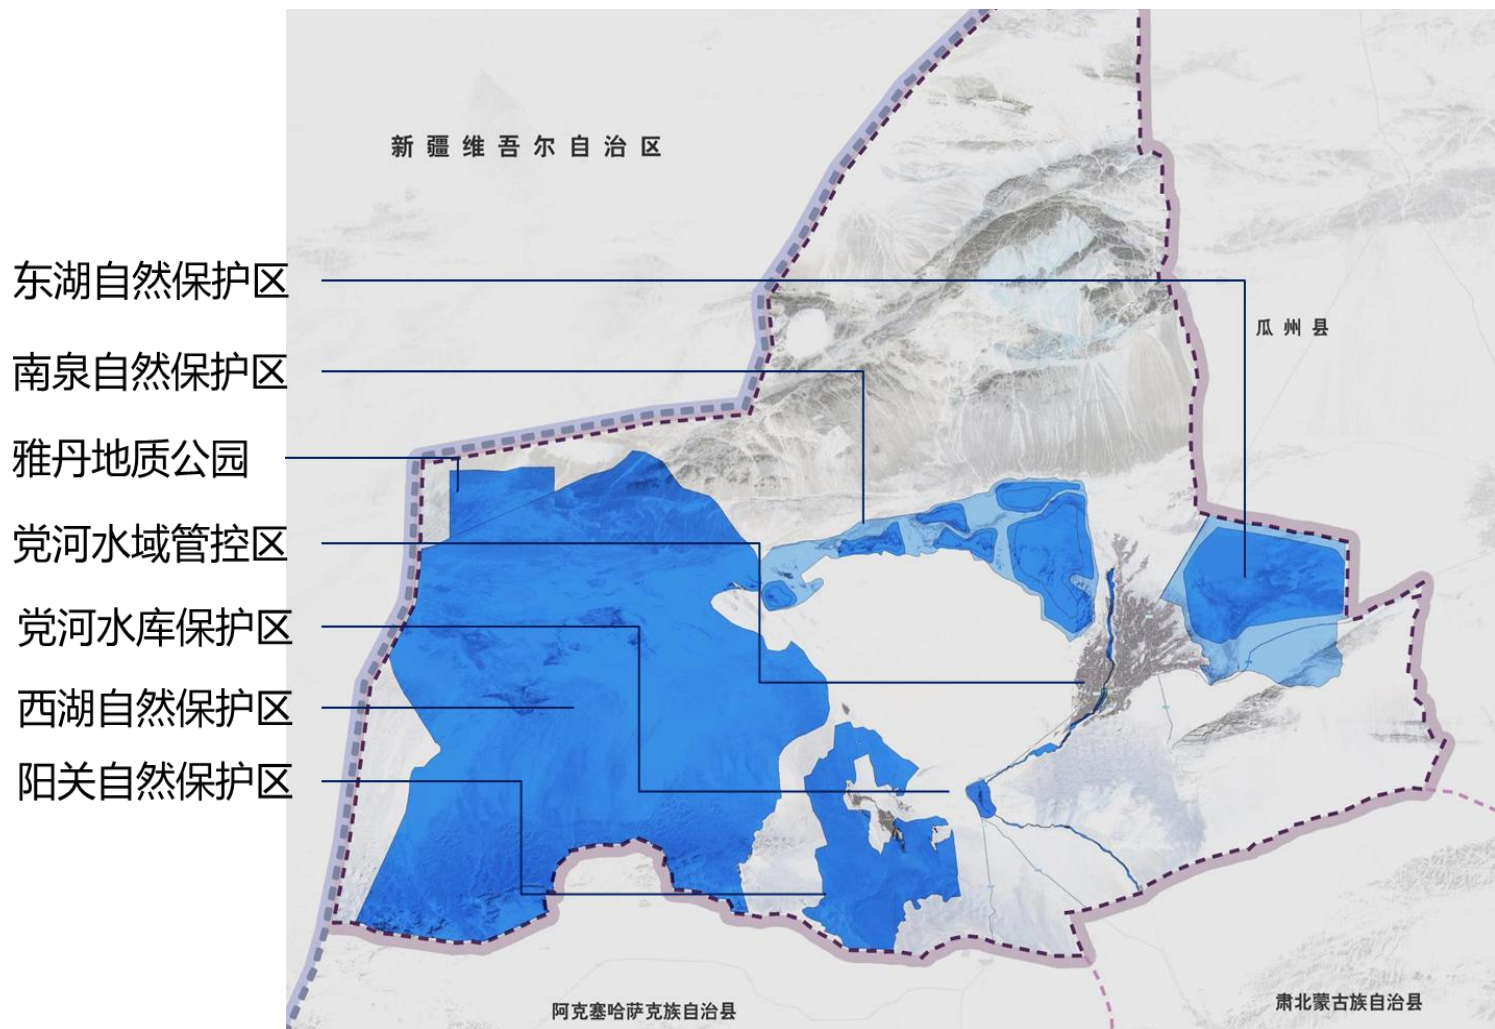 新疆维吾尔自治区
东湖自然保护区
瓜州县
南泉自然保护区
雅丹地质公园
党河水域管控区
党河水库保护区
西湖自然保护区
阳关自然保护区
阿克塞哈萨克族自治县
肃北蒙古族自治县